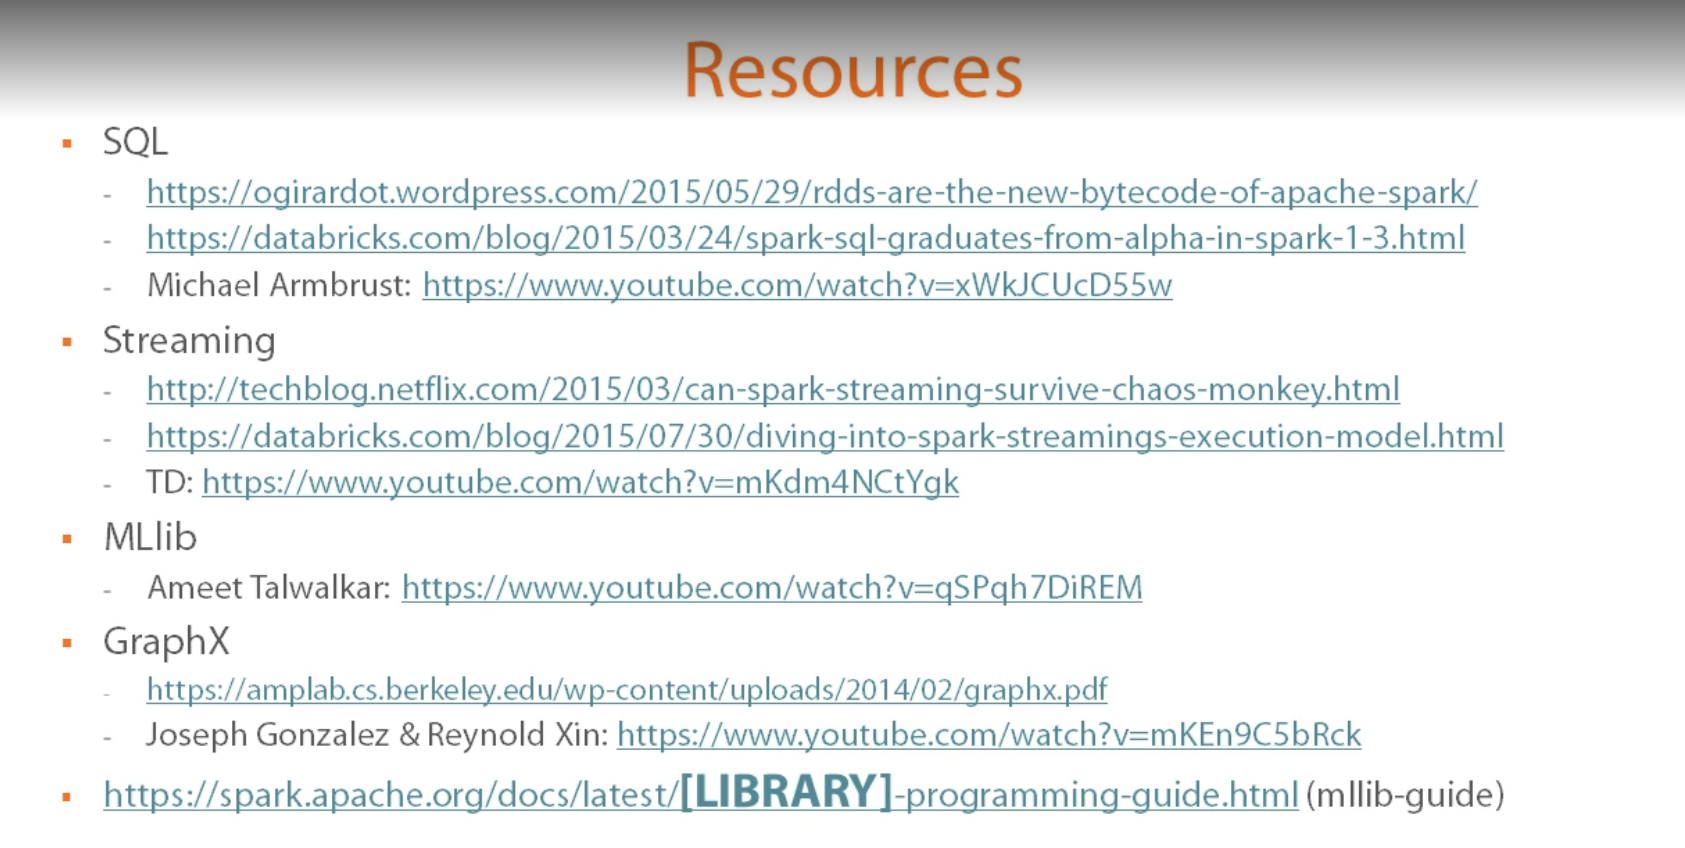 Resources
▪ SQL
- https://ogirardot.wordpress.com/2015/05/29/rdds-are-the-new-bytecode-of-apache-spark/
- https://databricks.com/blog/2015/03/24/spark-sql-graduates-from-alpha-in-spark-1-3.html
- Michael Armbrust: https://www.youtube.com/watch?v=xWkJCUcD55w
▪ Streaming
- http://techblog.netflix.com/2015/03/can-spark-streaming-survive-chaos-monkey.html
- https://databricks.com/blog/2015/07/30/diving-into-spark-streamings-execution-model.html
- TD: https://www.youtube.com/watch?v=mKdm4NCtYgk
▪ MLlib
- Ameet Talwalkar: https://www.youtube.com/watch?v=qSPqh7DiREM
▪ GraphX
- https://amplab.cs.berkeley.edu/wp-content/uploads/2014/02/graphx.pdf
- Joseph Gonzalez & Reynold Xin: https://www.youtube.com/watch?v=mKEn9C5bRck
▪ https://spark.apache.org/docs/latest/[LIBRARY]-programming-guide.html (mllib-guide)